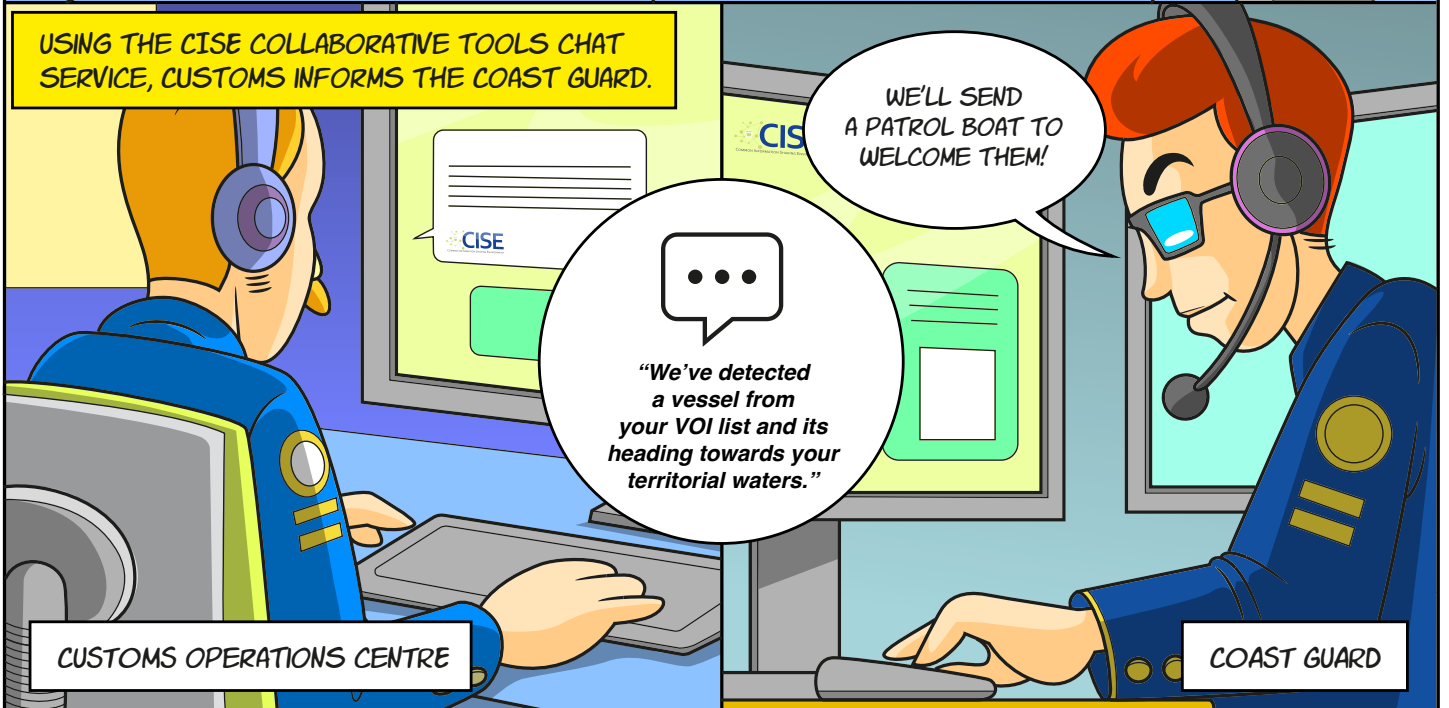 USING THE CISE COLLABORATIVE TOOLS CHAT
SERVICE, CUSTOMS INFORMS THE COAST GUARD.
CISE
“We’ve detected
a vessel from
your VOI list and its
heading towards your
territorial waters.”
CUSTOMS OPERATIONS CENTRE
CIS
WE'LL SEND
A PATROL BOAT TO
WELCOME THEM!
COAST GUARD